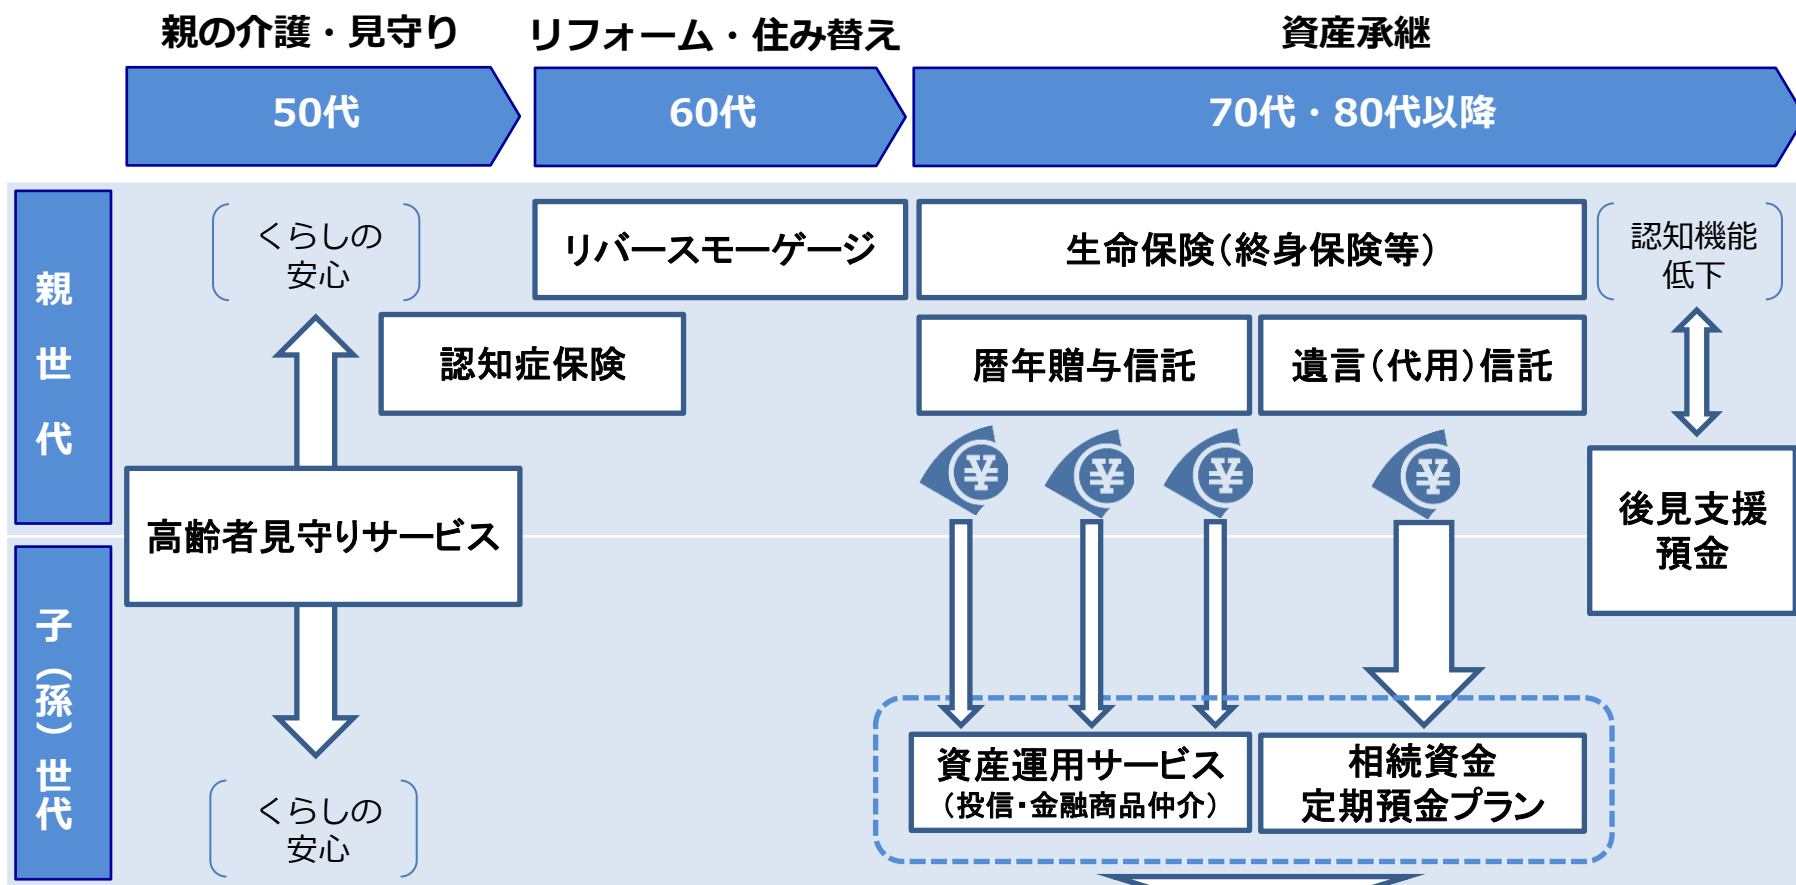 親の介護・見守り
リフォーム・住み替え
資産承継
50代
60代
70代・80代以降
親世代
くらしの
安心
リバースモーゲージ
生命保険（終身保険等）
認知機能
低下
認知症保険
暦年贈与信託
遺言（代用）信託
¥
¥
¥
¥
高齢者見守りサービス
後見支援
預金
子（孫）世代
資産運用サービス
（投信・金融商品仲介）
相続資金
定期預金プラン
くらしの
安心